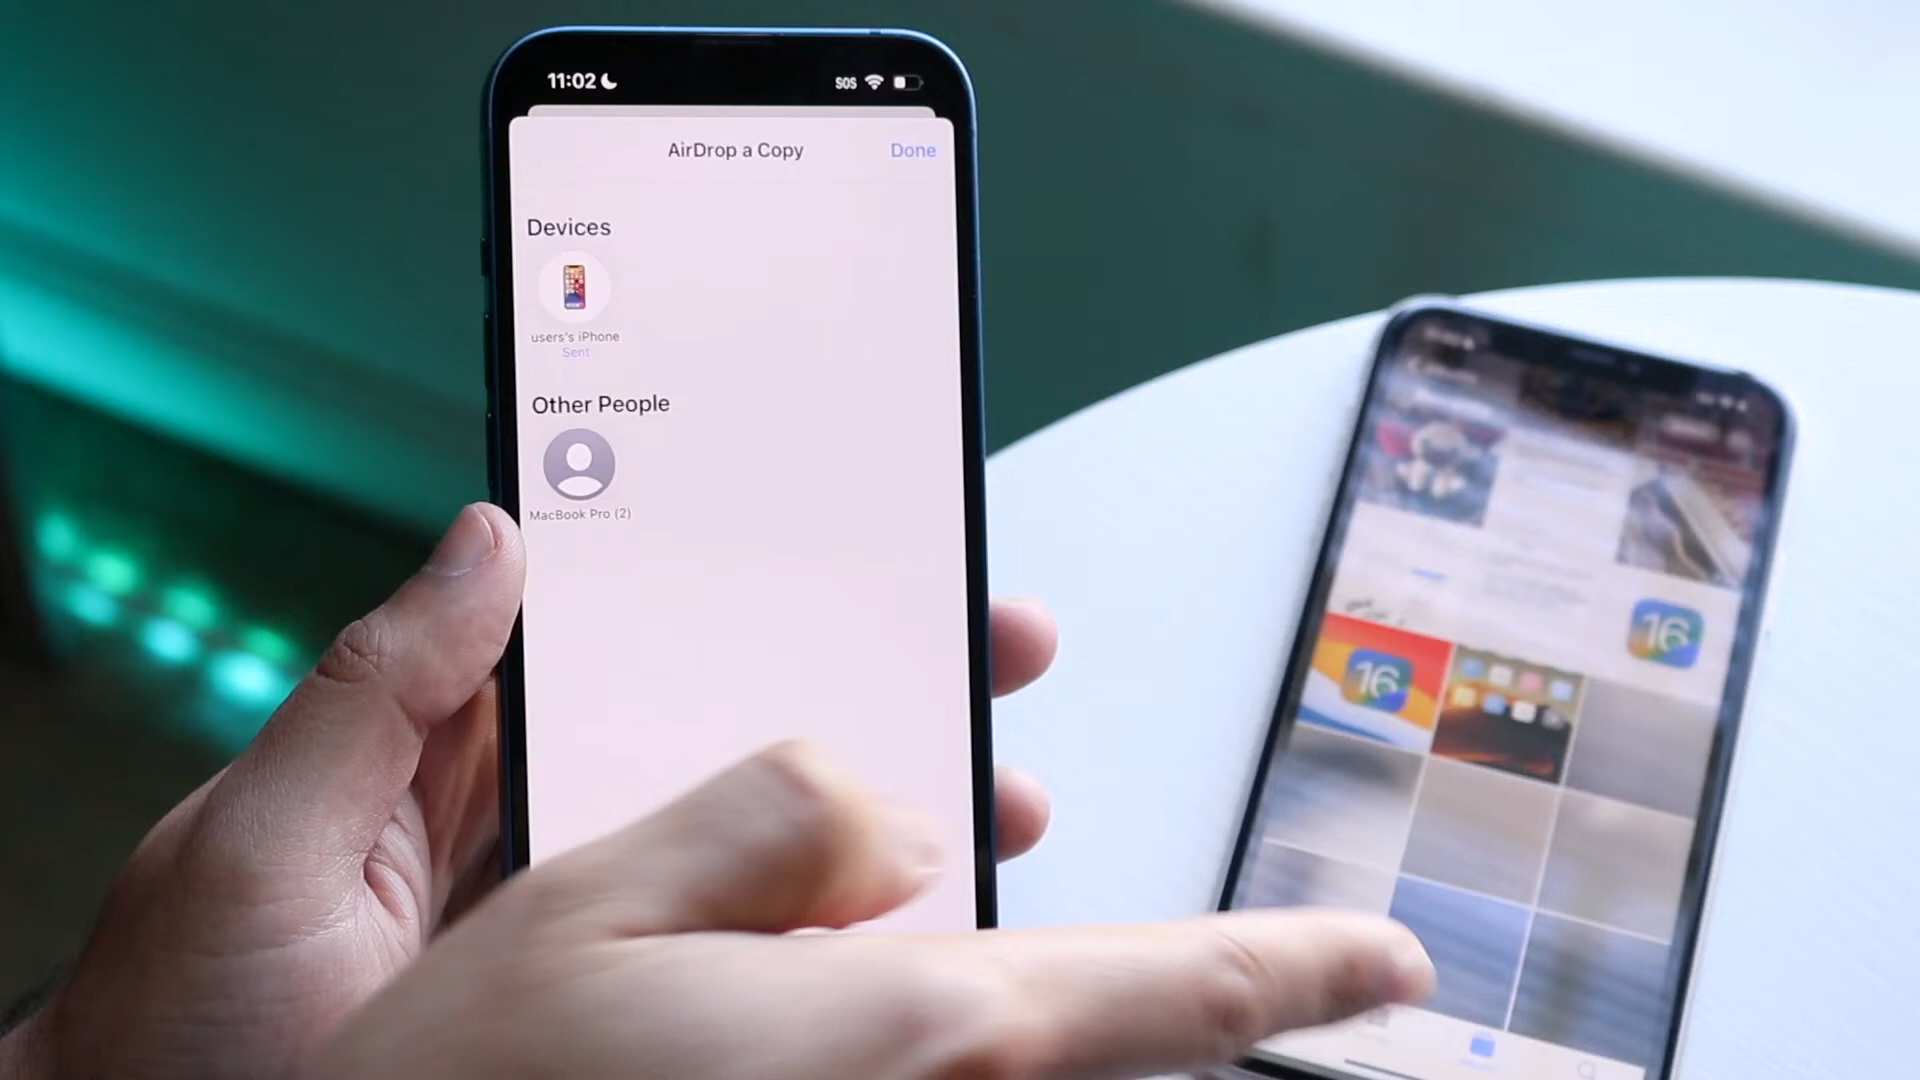 11:02
SOS
AirDrop a Copy
Done
Devices
users's iPhone
Sent
Other People
MacBook Pro (2)
16
16